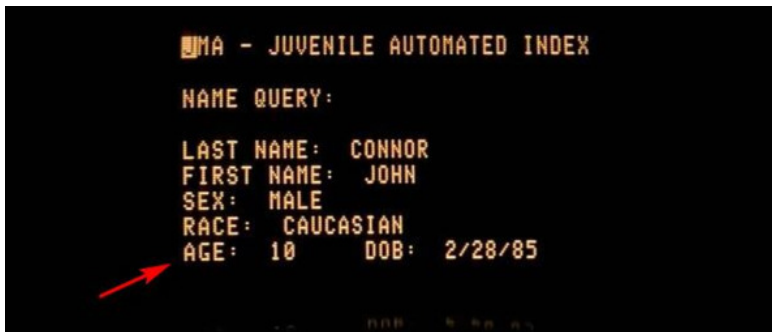 JMA - JUVENILE AUTOMATED INDEX
NAME QUERY:
LAST NAME: CONNOR
FIRST NAME: JOHN
SEX: MALE
RACE: CAUCASIAN
AGE: 10 DOB: 2/28/85